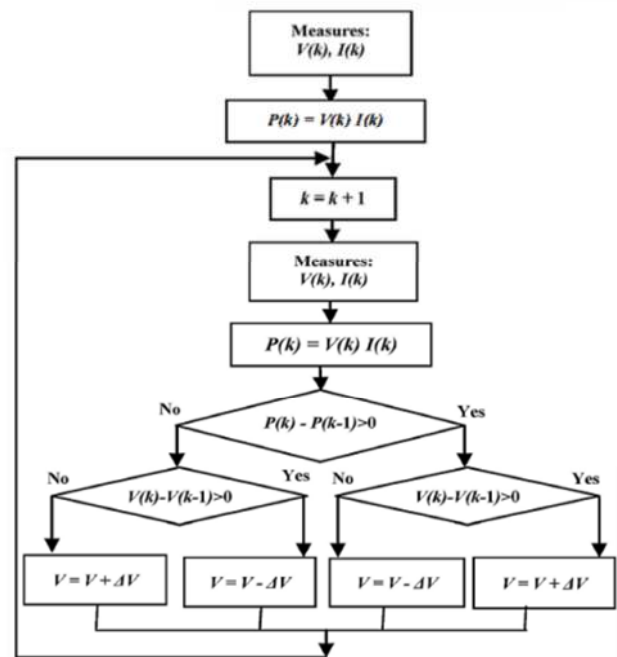 Measures:
V(k), I(k)
P(k) = V(k) I(k)
k = k + 1
Measures:
V(k), I(k)
P(k) = V(k) I(k)
No
P(k) - P(k-1)>0
Yes
No
V(k)-V(k-1)>0
Yes
No
V(k)-V(k-1)>0
Yes
V = V + ΔV
V = V - ΔV
V = V - ΔV
V = V + ΔV